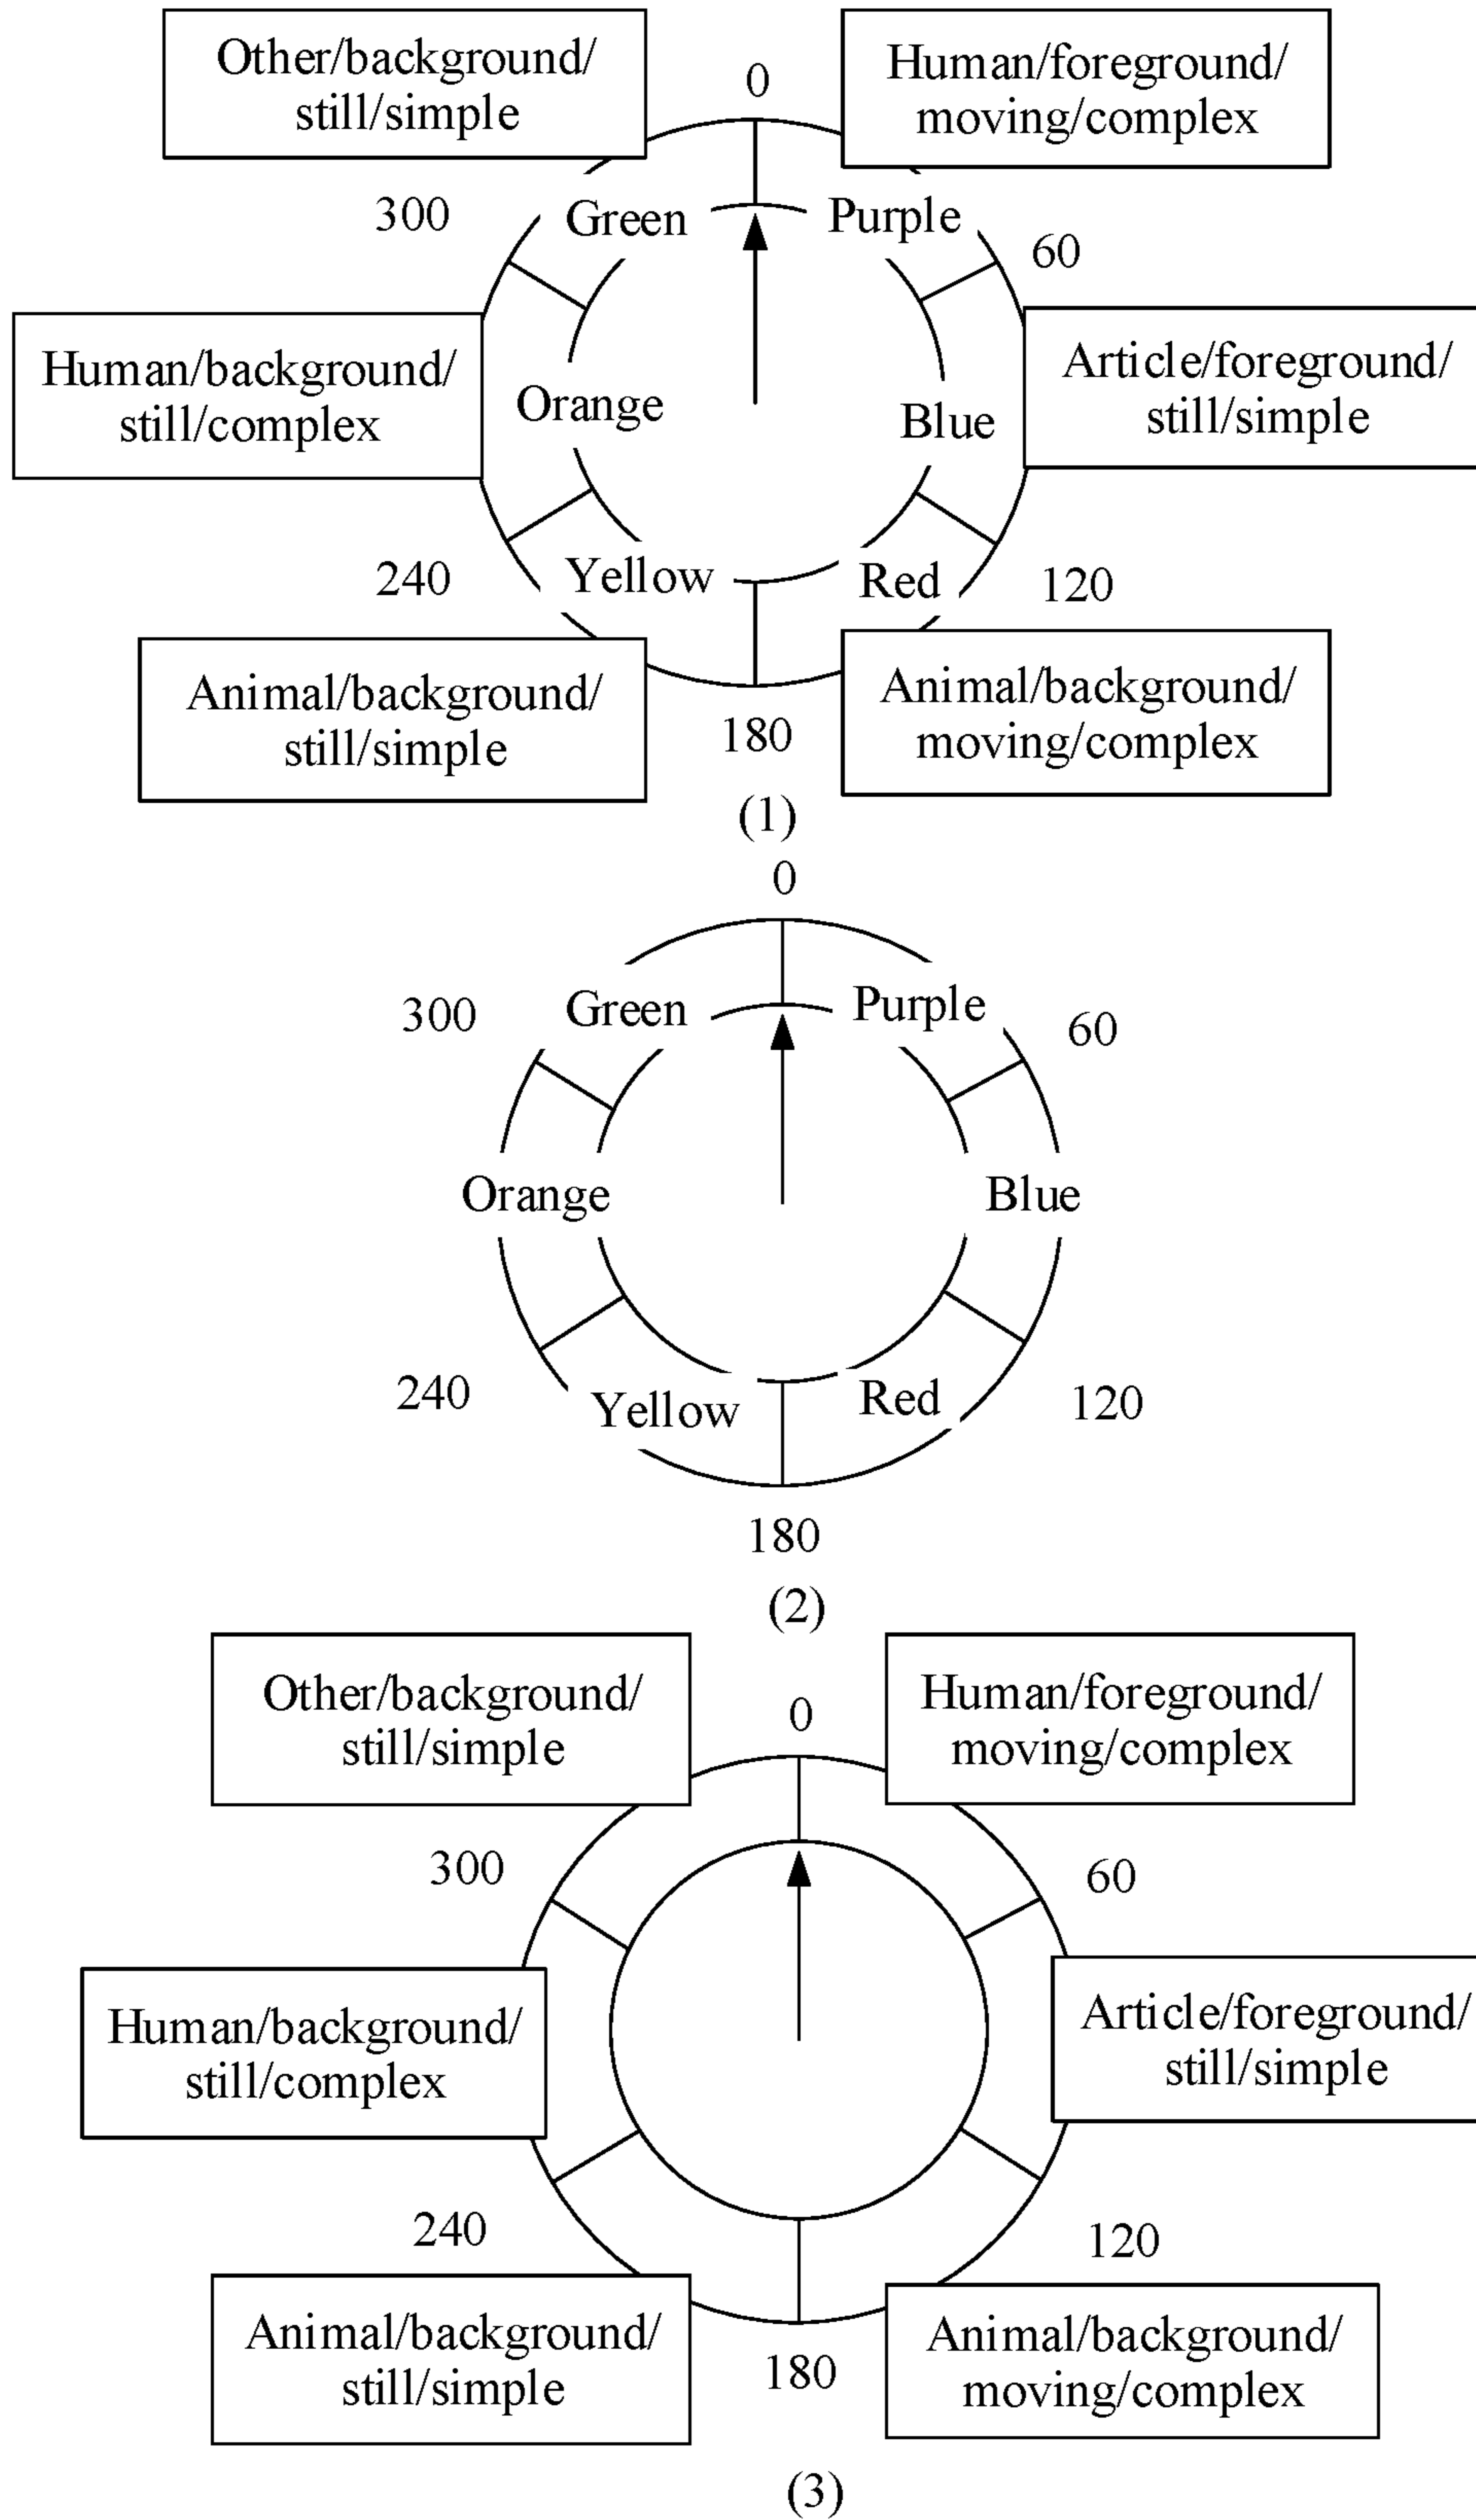 Other/background/
still/simple
0
Human/foreground/
moving/complex
300
Green
Purple
60
Human/background/
still/complex
Orange
Blue
Article/foreground/
still/simple
240
Yellow
Red
120
Animal/background/
still/simple
180
Animal/background/
moving/complex
(1)
0
300
Green
Purple
60
Orange
Blue
240
Yellow
Red
120
180
(2)
Other/background/
still/simple
0
Human/foreground/
moving/complex
300
60
Human/background/
still/complex
Article/foreground/
still/simple
240
120
Animal/background/
still/simple
180
Animal/background/
moving/complex
(3)